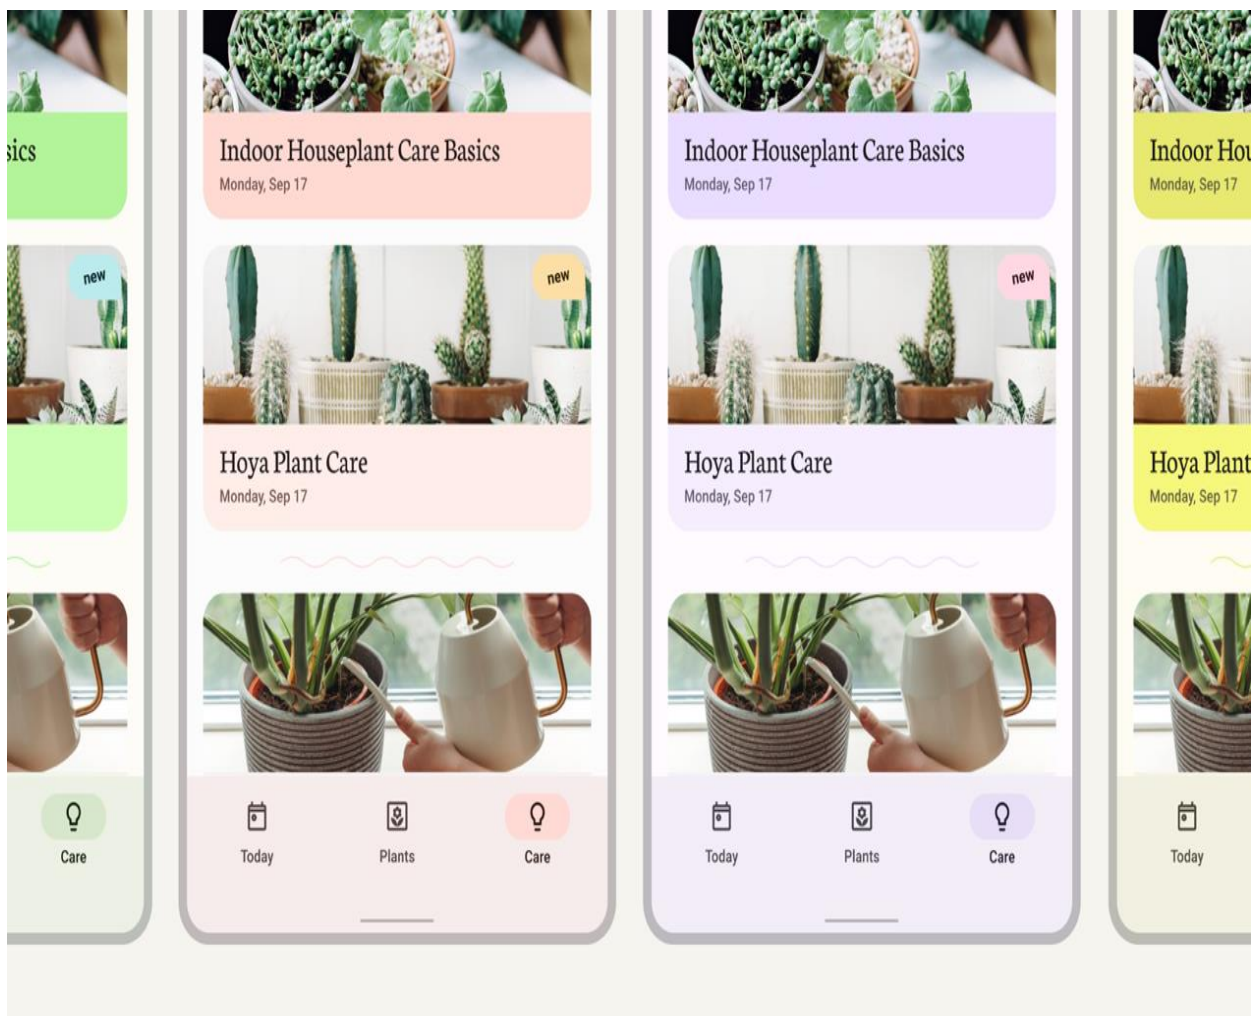 sics
new
Care
Indoor Houseplant Care Basics
Monday, Sep 17
new
Hoya Plant Care
Monday, Sep 17
Today
Plants
Care
Indoor Houseplant Care Basics
Monday, Sep 17
new
Hoya Plant Care
Monday, Sep 17
Today
Plants
Care
Indoor Hou
Monday, Sep 17
Hoya Plant
Monday, Sep 17
Today